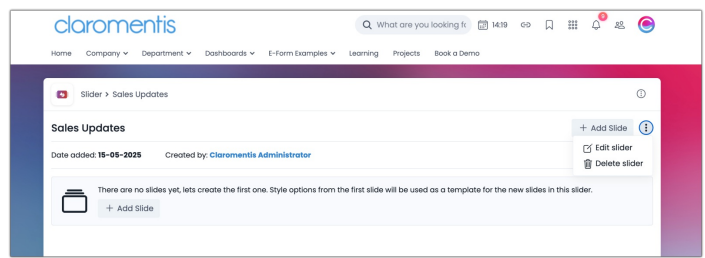 claromentis
What are you looking fo
14:19
9
Home Company Department Dashboards E-Form Examples Learning Projects Book a Demo
Slider > Sales Updates
Sales Updates
+ Add Slide
Edit slider
Delete slider
Date added: 15-05-2025 Created by: Claromentis Administrator
There are no slides yet, lets create the first one. Style options from the first slide will be used as a template for the new slides in this slider.
+ Add Slide